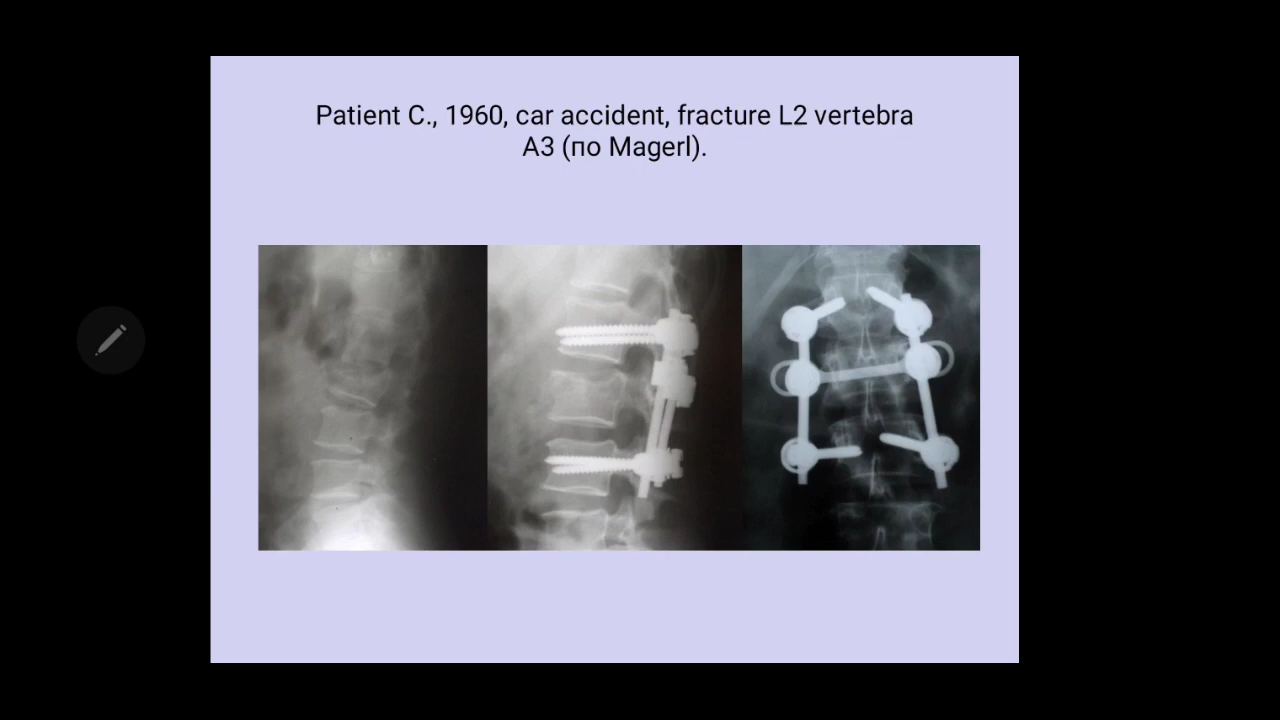 Patient C., 1960, car accident, fracture L2 vertebra
A3 (по Magerl).